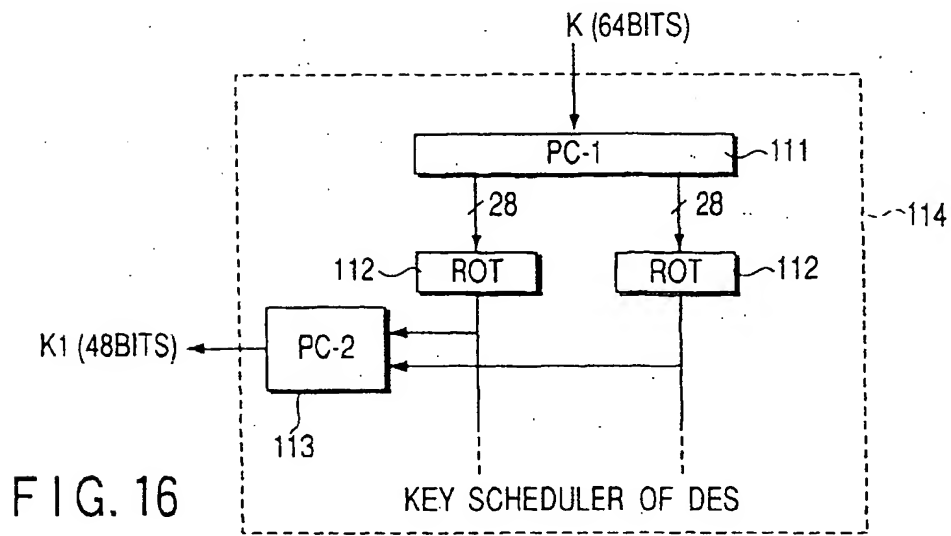 K (64BITS)
PC-1
111
28
28
114
112
ROT
ROT
112
K1 (48BITS)
PC-2
113
KEY SCHEDULER OF DES
FIG. 16